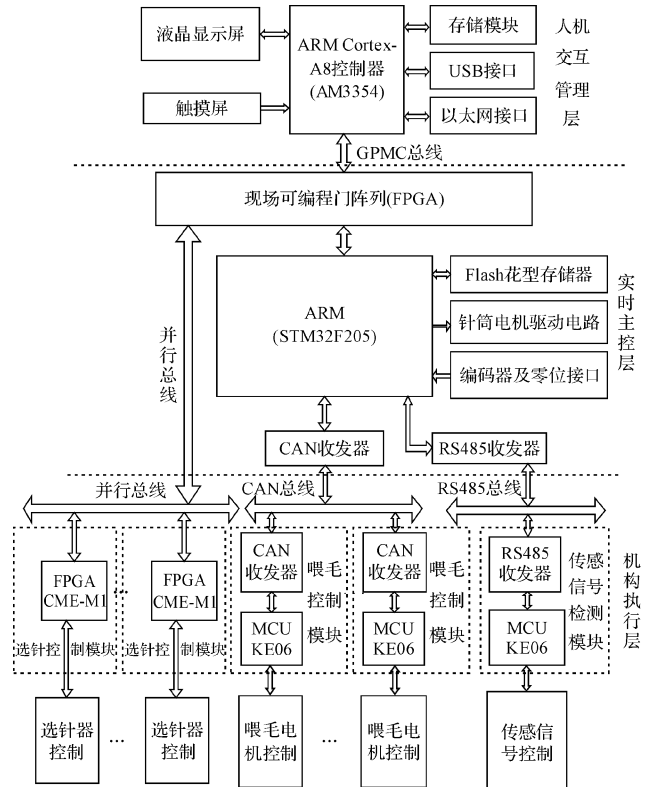 液晶显示屏
触摸屏
ARM Cortex-
A8控制器
(AM3354)
存储模块
USB接口
以太网接口
人机
交互
管理
层
GPMC总线
现场可编程门阵列(FPGA)
ARM
(STM32F205)
Flash花型存储器
针筒电机驱动电路
编码器及零位接口
实时主控层
并行总线
CAN收发器
RS485收发器
并行总线
CAN总线
RS485总线
FPGA
CME-M1
选针控制模块
...
FPGA
CME-M1
选针控制模块
CAN
收发器
MCU
KE06
喂毛
控制
模块
CAN
收发器
MCU
KE06
喂毛
控制
模块
RS485
收发器
MCU
KE06
传感
信号
检测
模块
机构执行层
选针器
控制
...
选针器
控制
喂毛电
机控制
...
喂毛电
机控制
传感信
号控制